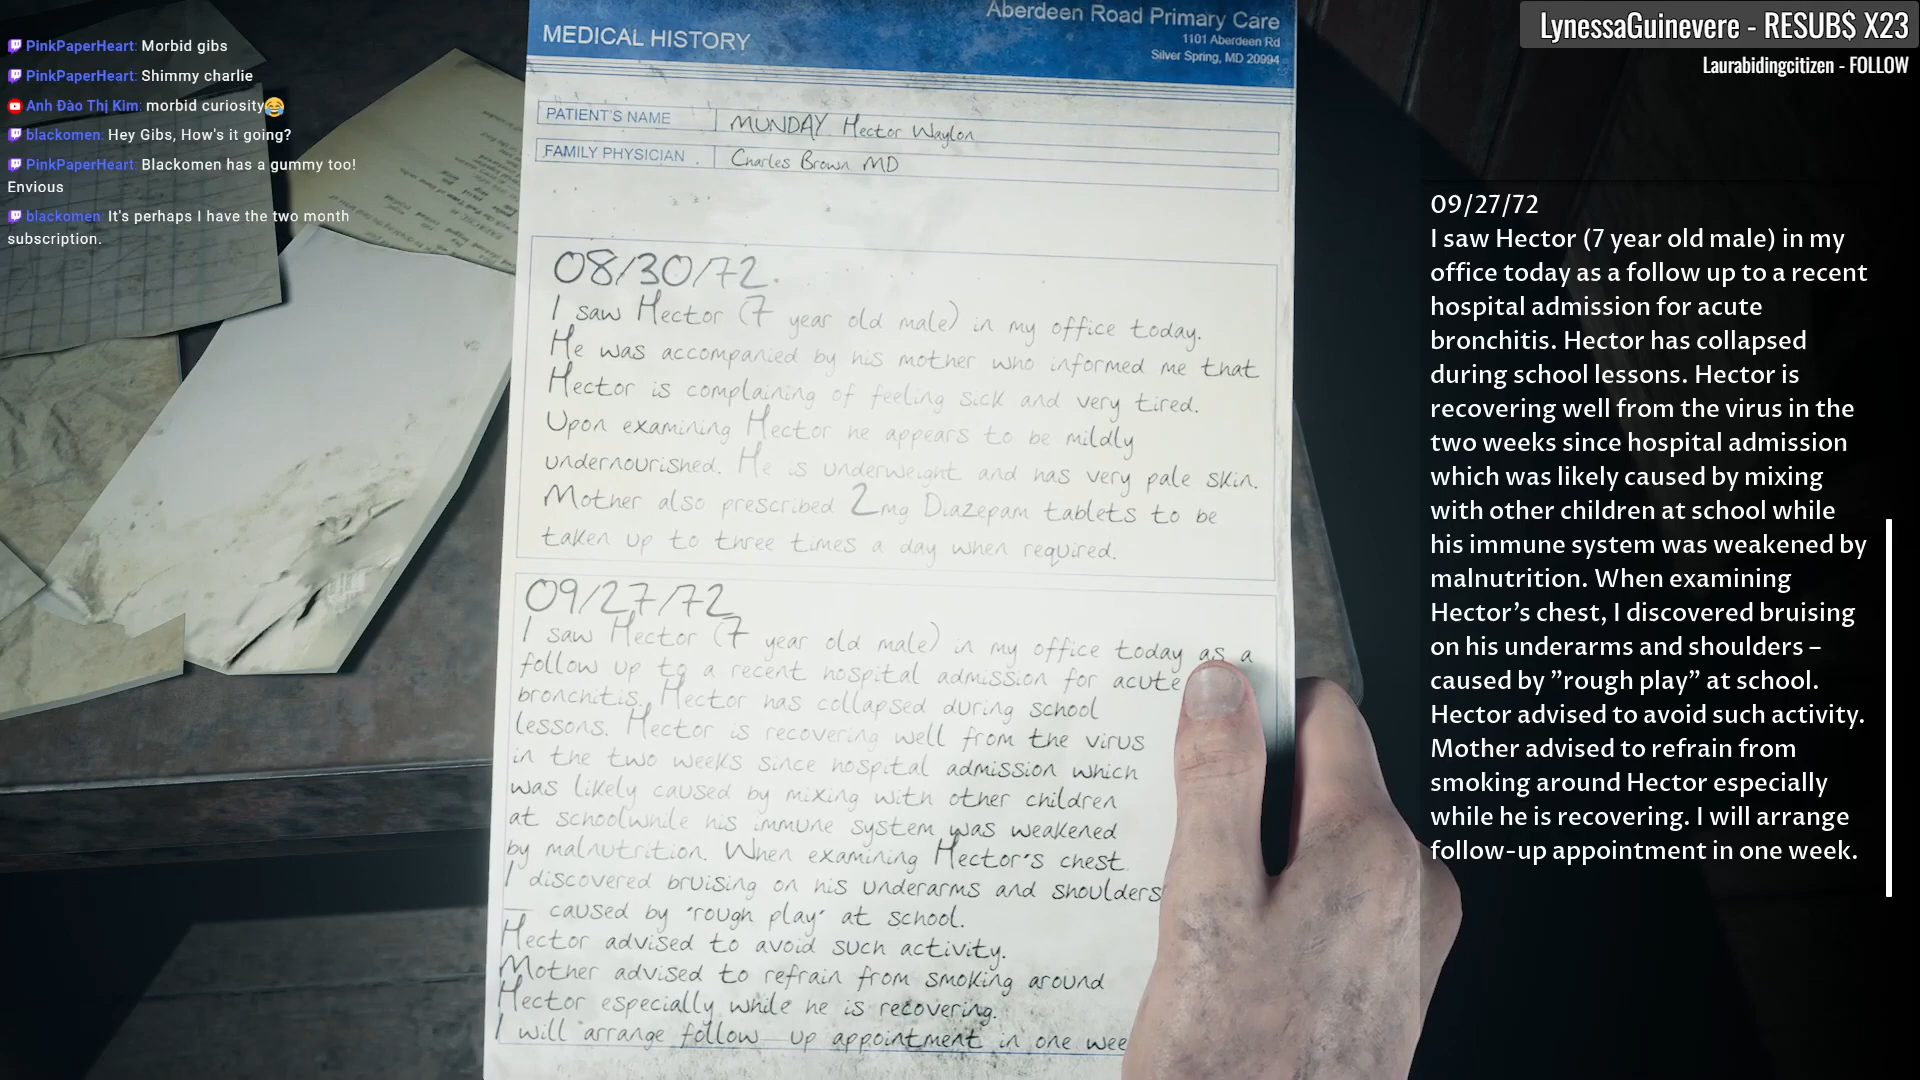 PinkPaperHeart: Morbid gibs
PinkPaperHeart: Shimmy charlie
Anh Đào Thị Kim: morbid curiosity😂
blackomen: Hey Gibs, How's it going?
PinkPaperHeart: Blackomen has a gummy too!
Envious
blackomen: It's perhaps I have the two month
subscription.
Aberdeen Road Primary Care
MEDICAL HISTORY
1101 Aberdeen Rd
Silver Spring, MD 20994
PATIENT'S NAME MUNDAY Hector Waylon
FAMILY PHYSICIAN Charles Brown MD
08/30/72
I saw Hector (7 year old male) in my office today.
He was accompanied by his mother who informed me that
Hector is complaining of feeling sick and very tired.
Upon examining Hector he appears to be mildly
undernourished. He is underweight and has very pale skin.
Mother also prescribed 2mg Diazepam tablets to be
taken up to three times a day when required.
09/27/72
I saw Hector (7 year old male) in my office today as a
follow up to a recent hospital admission for acute
bronchitis. Hector has collapsed during school
lessons. Hector is recovering well from the virus
in the two weeks since hospital admission which
was likely caused by mixing with other children
at schoolwhile his immune system was weakened
by malnutrition. When examining Hector's chest.
I discovered bruising on his underarms and shoulders
— caused by 'rough play' at school.
Hector advised to avoid such activity.
Mother advised to refrain from smoking around
Hector especially while he is recovering.
I will arrange follow up appointment in one wee
LynessaGuinevere - RESUB$ X23
Laurabidingcitizen - FOLLOW
09/27/72
I saw Hector (7 year old male) in my
office today as a follow up to a recent
hospital admission for acute
bronchitis. Hector has collapsed
during school lessons. Hector is
recovering well from the virus in the
two weeks since hospital admission
which was likely caused by mixing
with other children at school while
his immune system was weakened by
malnutrition. When examining
Hector's chest, I discovered bruising
on his underarms and shoulders –
caused by ”rough play” at school.
Hector advised to avoid such activity.
Mother advised to refrain from
smoking around Hector especially
while he is recovering. I will arrange
follow-up appointment in one week.